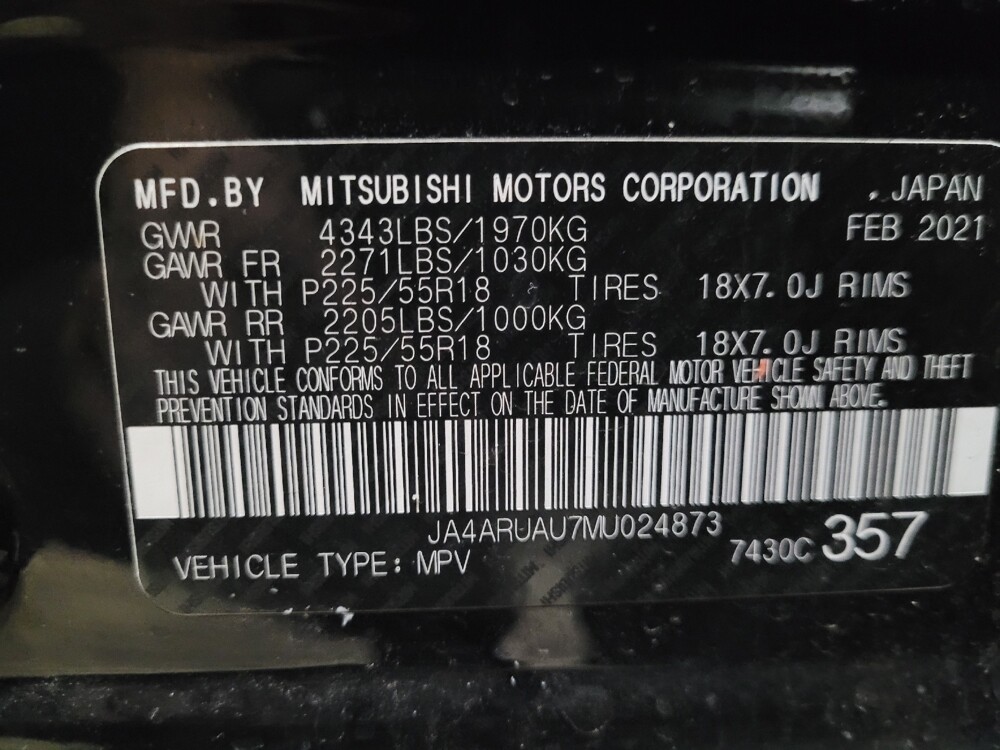 MFD.BY MITSUBISHI MOTORS CORPORATION , JAPAN
GVWR 4343LBS/1970KG FEB 2021
GAWR FR 2271LBS/1030KG
WITH P225/55R18 TIRES 18X7.0J RIMS
GAWR RR 2205LBS/1000KG
WITH P225/55R18 TIRES 18X7.0J RIMS
THIS VEHICLE CONFORMS TO ALL APPLICABLE FEDERAL MOTOR VEHICLE SAFETY AND THEFT
PREVENTION STANDARDS IN EFFECT ON THE DATE OF MANUFACTURE SHOWN ABOVE.
JA4ARUAU7MU024873
VEHICLE TYPE: MPV 7430C 357